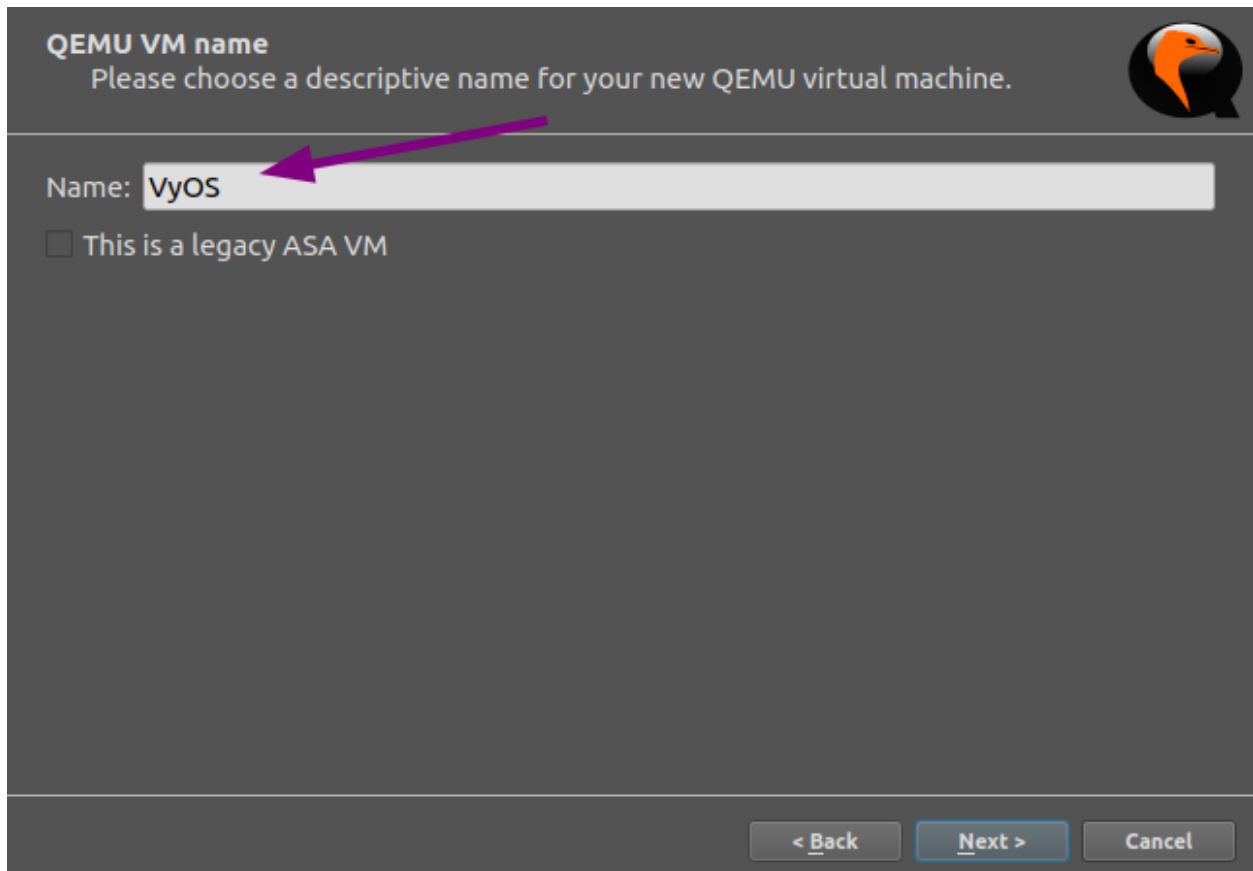 QEMU VM name
Please choose a descriptive name for your new QEMU virtual machine.
Name: VyOS
This is a legacy ASA VM
< Back Next > Cancel